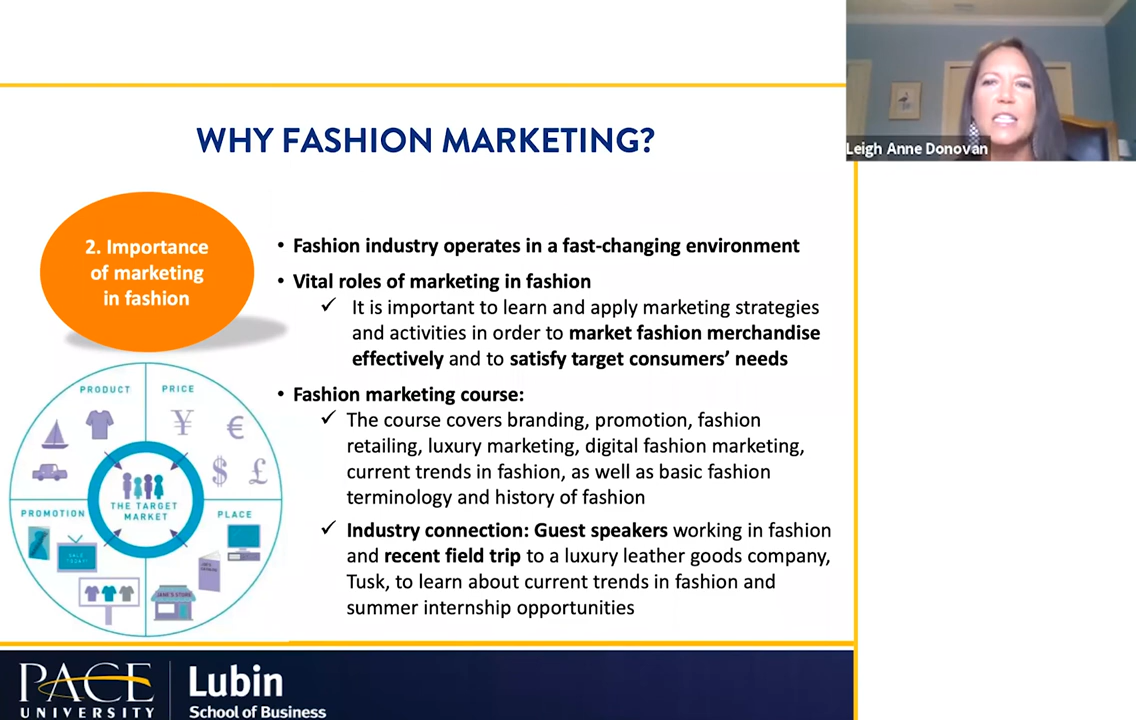 Leigh Anne Donovan
WHY FASHION MARKETING?
2. Importance
of marketing
in fashion
• Fashion industry operates in a fast-changing environment
• Vital roles of marketing in fashion
✓ It is important to learn and apply marketing strategies
and activities in order to market fashion merchandise
effectively and to satisfy target consumers’ needs
• Fashion marketing course:
✓ The course covers branding, promotion, fashion
retailing, luxury marketing, digital fashion marketing,
current trends in fashion, as well as basic fashion
terminology and history of fashion
✓ Industry connection: Guest speakers working in fashion
and recent field trip to a luxury leather goods company,
Tusk, to learn about current trends in fashion and
summer internship opportunities
PRODUCT
PRICE
¥
€
$
£
THE TARGET
MARKET
PROMOTION
PLACE
SALE
TODAY!
JANE'S STORE
PACE
UNIVERSITY
Lubin
School of Business